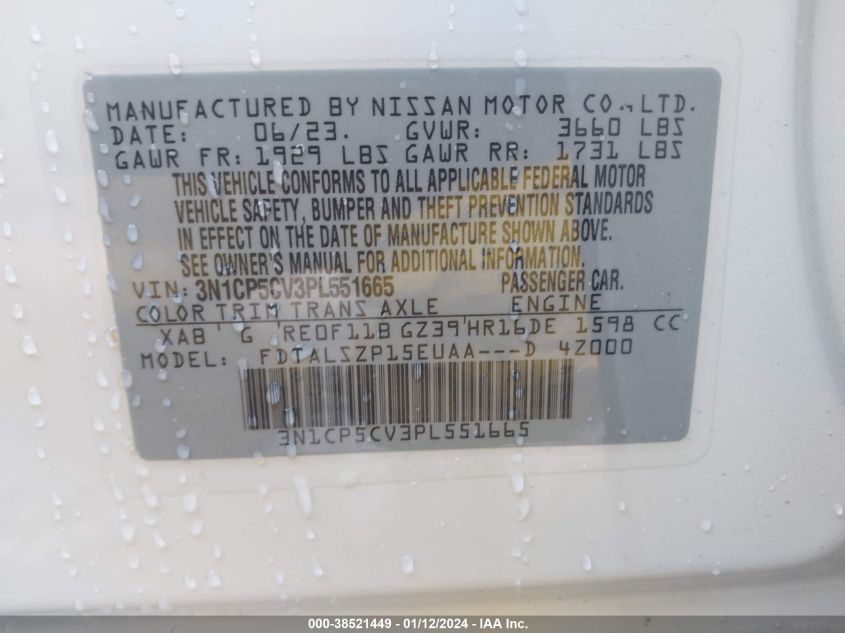 MANUFACTURED BY NISSAN MOTOR CO., LTD.
DATE: 06/23. GVWR: 3660 LBS
GAWR FR: 1929 LBS GAWR RR: 1731 LBS
THIS VEHICLE CONFORMS TO ALL APPLICABLE FEDERAL MOTOR
VEHICLE SAFETY, BUMPER AND THEFT PREVENTION STANDARDS
IN EFFECT ON THE DATE OF MANUFACTURE SHOWN ABOVE.
SEE OWNER'S MANUAL FOR ADDITIONAL INFORMATION.
VIN: 3N1CP5CV3PL551665 PASSENGER CAR.
COLOR TRIM TRANS AXLE ENGINE
XAB G RE0F11B GZ39 HR16DE 1598 CC
MODEL: FDTALSZP15EUAA---D 42000
3N1CP5CV3PL551665
000-38521449 - 01/12/2024 - IAA Inc.